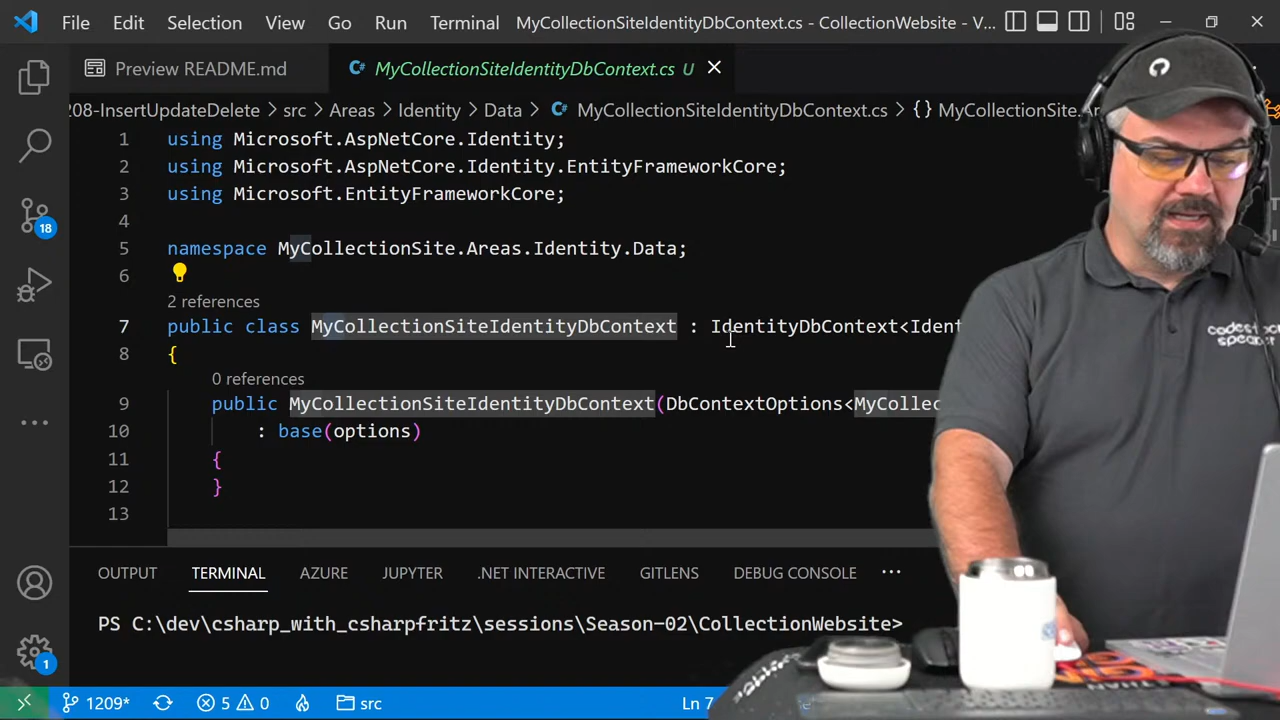 File Edit Selection View Go Run Terminal MyCollectionSiteIdentityDbContext.cs - CollectionWebsite - V...
Preview README.md
MyCollectionSiteIdentityDbContext.cs U
208-InsertUpdateDelete > src > Areas > Identity > Data > MyCollectionSiteIdentityDbContext.cs > {} MyCollectionSite.Ar
1 using Microsoft.AspNetCore.Identity;
2 using Microsoft.AspNetCore.Identity.EntityFrameworkCore;
3 using Microsoft.EntityFrameworkCore;
4
5 namespace MyCollectionSite.Areas.Identity.Data;
6
2 references
7 public class MyCollectionSiteIdentityDbContext : IdentityDbContext<Ident
8 {
0 references
9 public MyCollectionSiteIdentityDbContext(DbContextOptions<MyCollec
10 : base(options)
11 {
12 }
13
18
codestock
speaker
OUTPUT TERMINAL AZURE JUPYTER .NET INTERACTIVE GITLENS DEBUG CONSOLE ...
PS C:\dev\csharp_with_csharpfritz\sessions\Season-02\CollectionWebsite>
1
1209* 5 0 src Ln 7